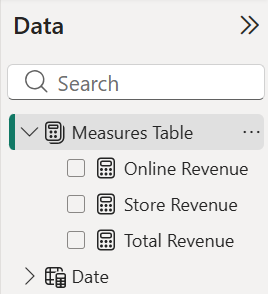 Data
Search
Measures Table
Online Revenue
Store Revenue
Total Revenue
Date